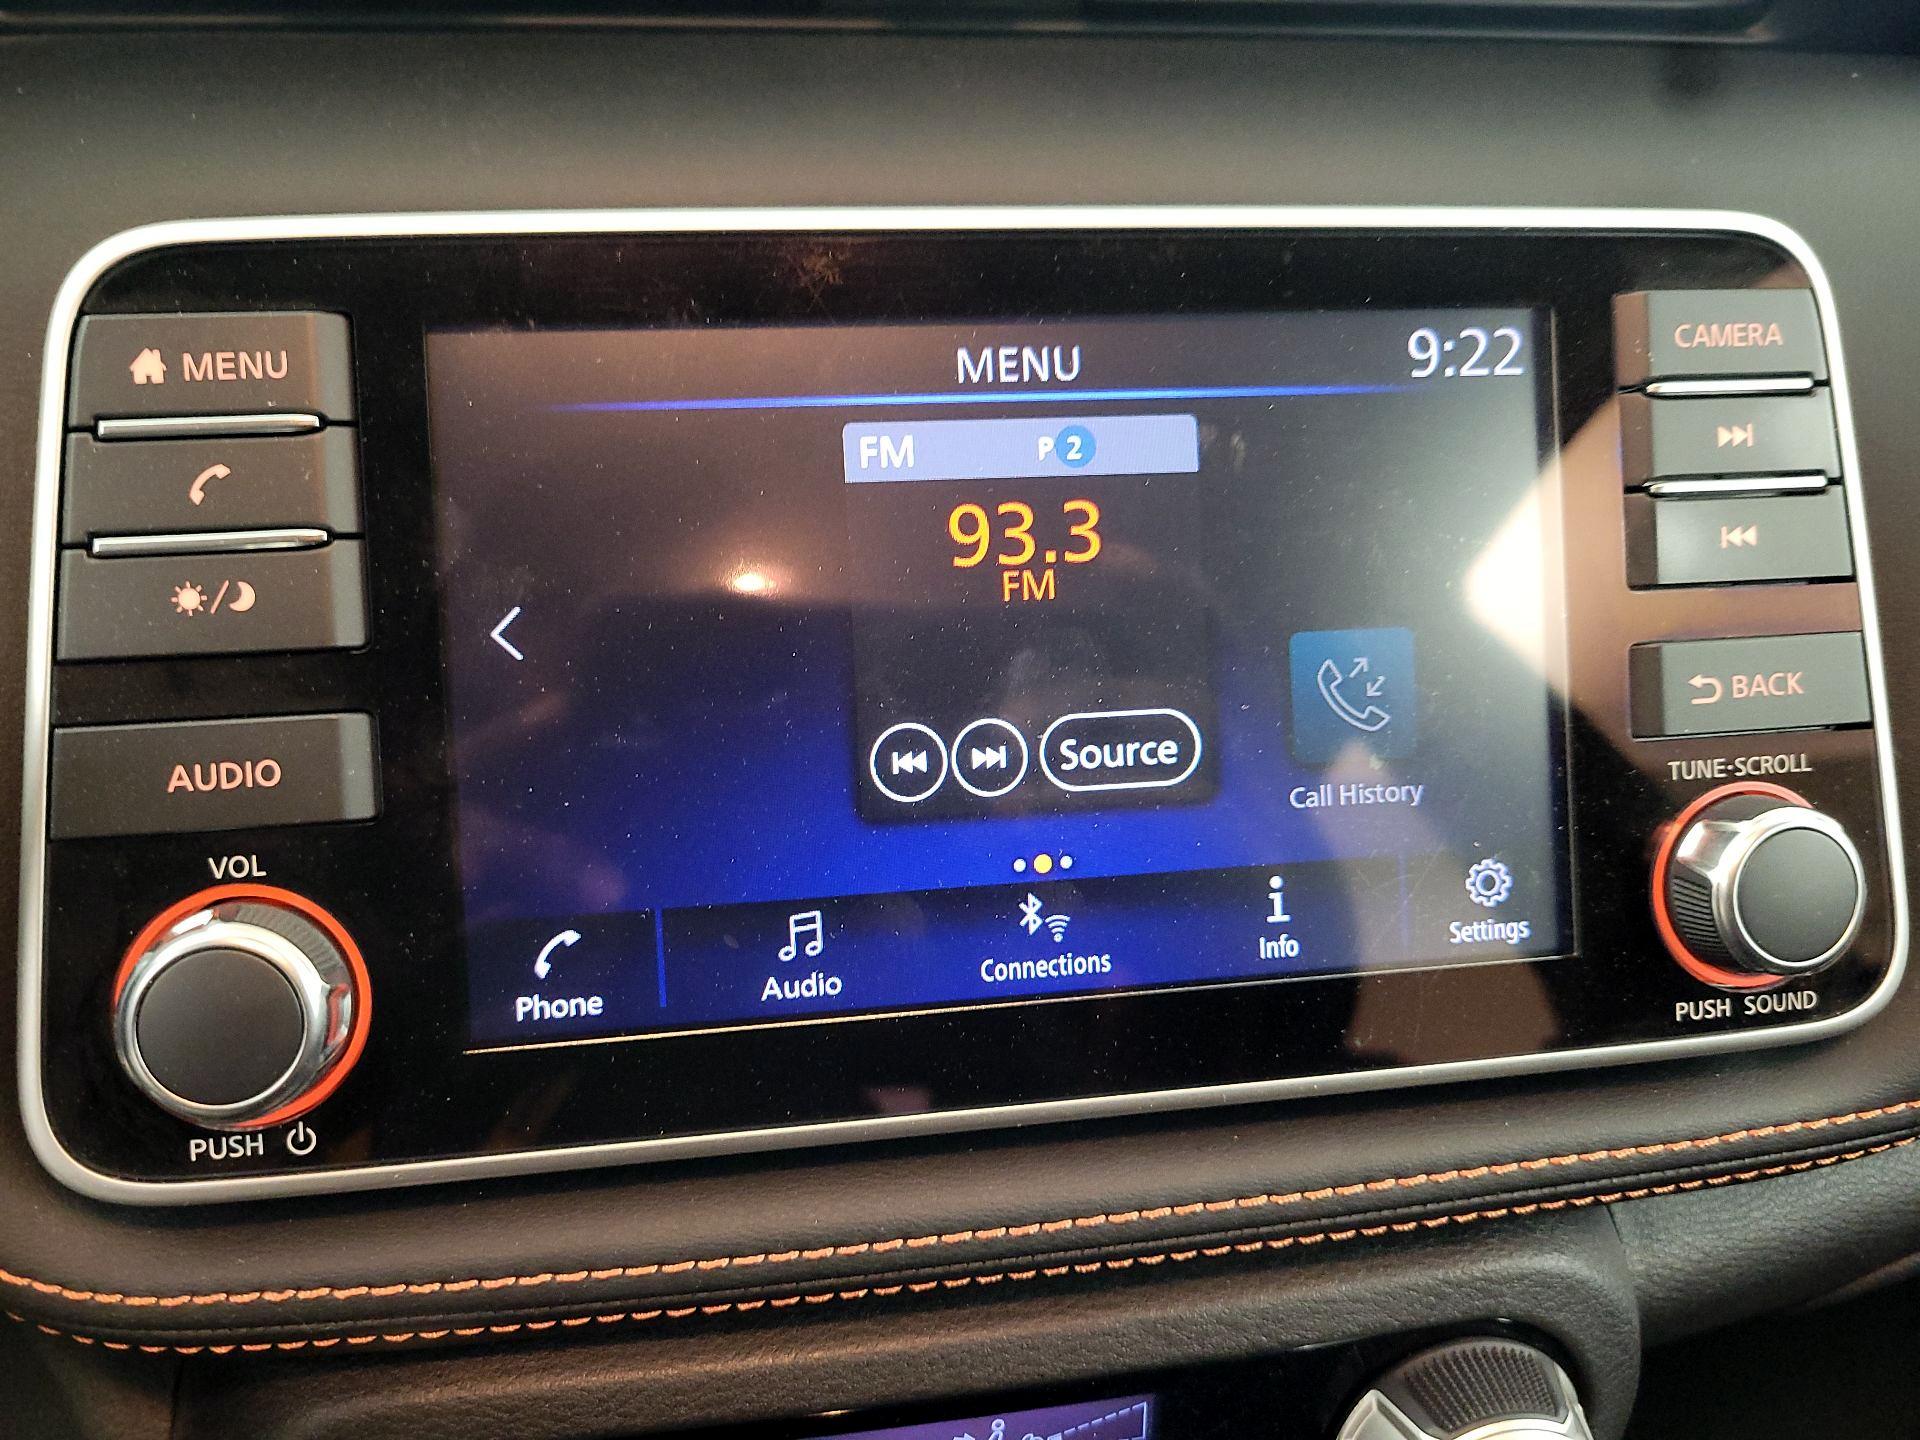 MENU
AUDIO
VOL
PUSH
MENU
9:22
FM P 2
93.3
FM
Source
Call History
Phone
Audio
Connections
Info
Settings
CAMERA
BACK
TUNE·SCROLL
PUSH SOUND